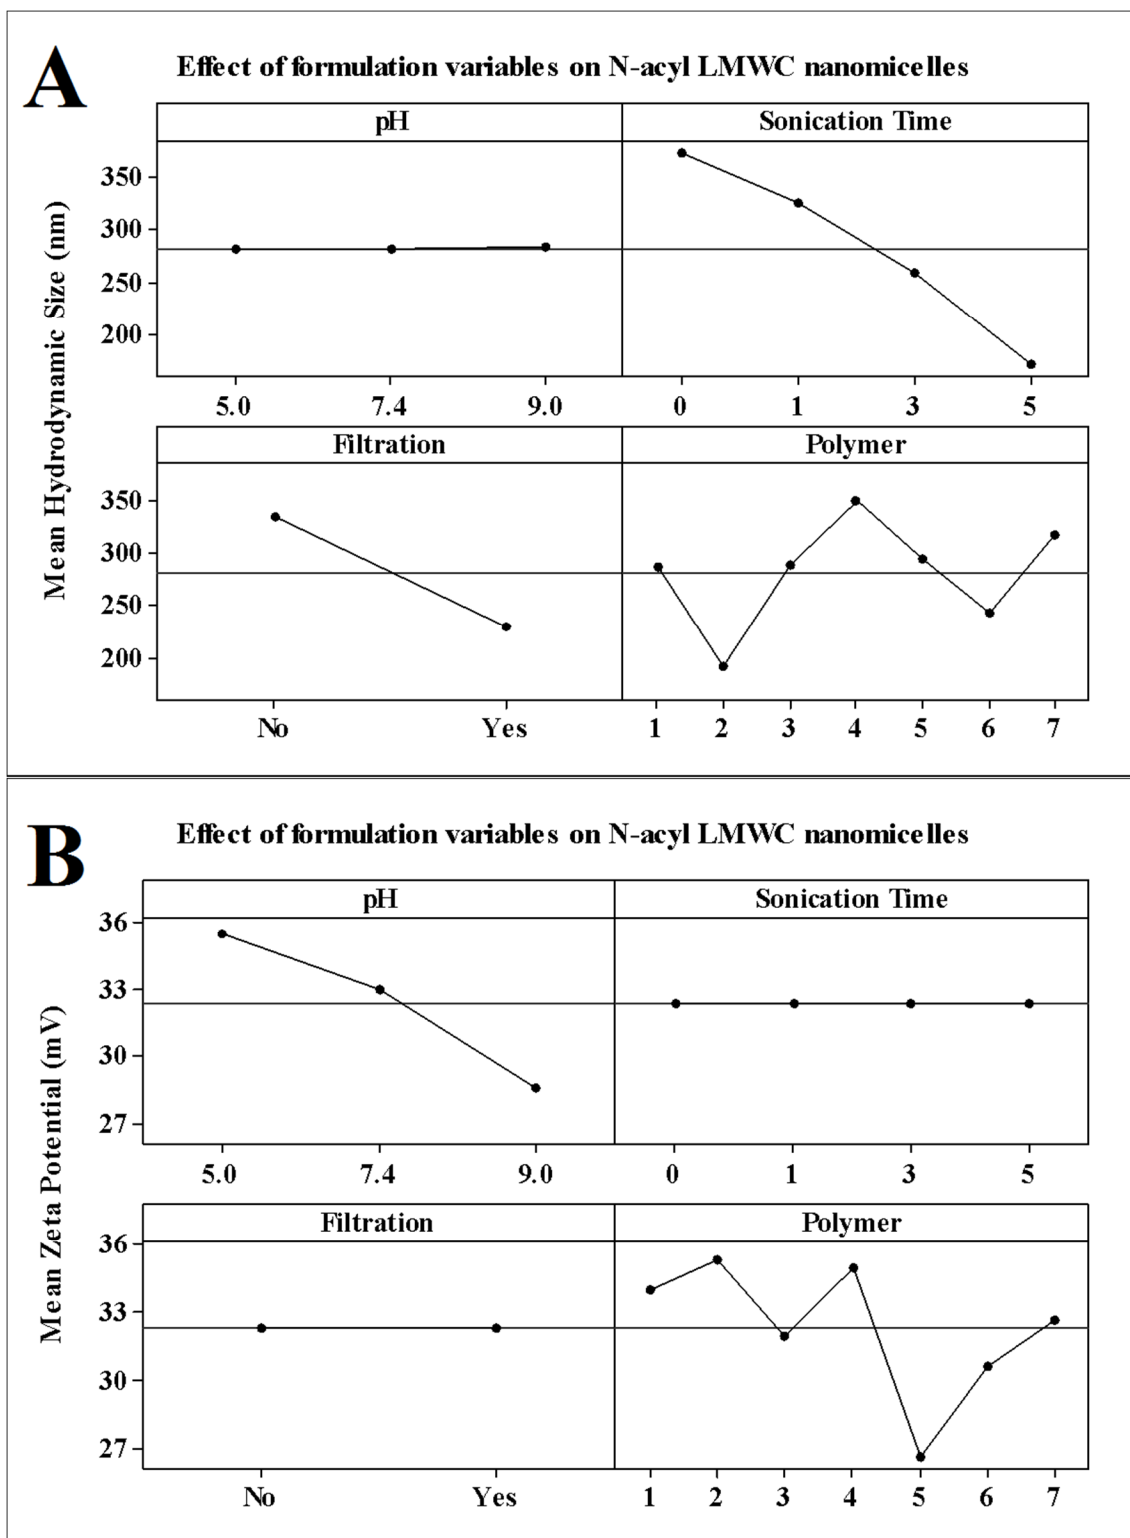 A
Effect of formulation variables on N-acyl LMWC nanomicelles
Mean Hydrodynamic Size (nm)
pH
Sonication Time
350
300
250
200
5.0 7.4 9.0
0 1 3 5
Filtration
Polymer
350
300
250
200
No Yes
1 2 3 4 5 6 7
B
Effect of formulation variables on N-acyl LMWC nanomicelles
Mean Zeta Potential (mV)
pH
Sonication Time
36
33
30
27
5.0 7.4 9.0
0 1 3 5
Filtration
Polymer
36
33
30
27
No Yes
1 2 3 4 5 6 7